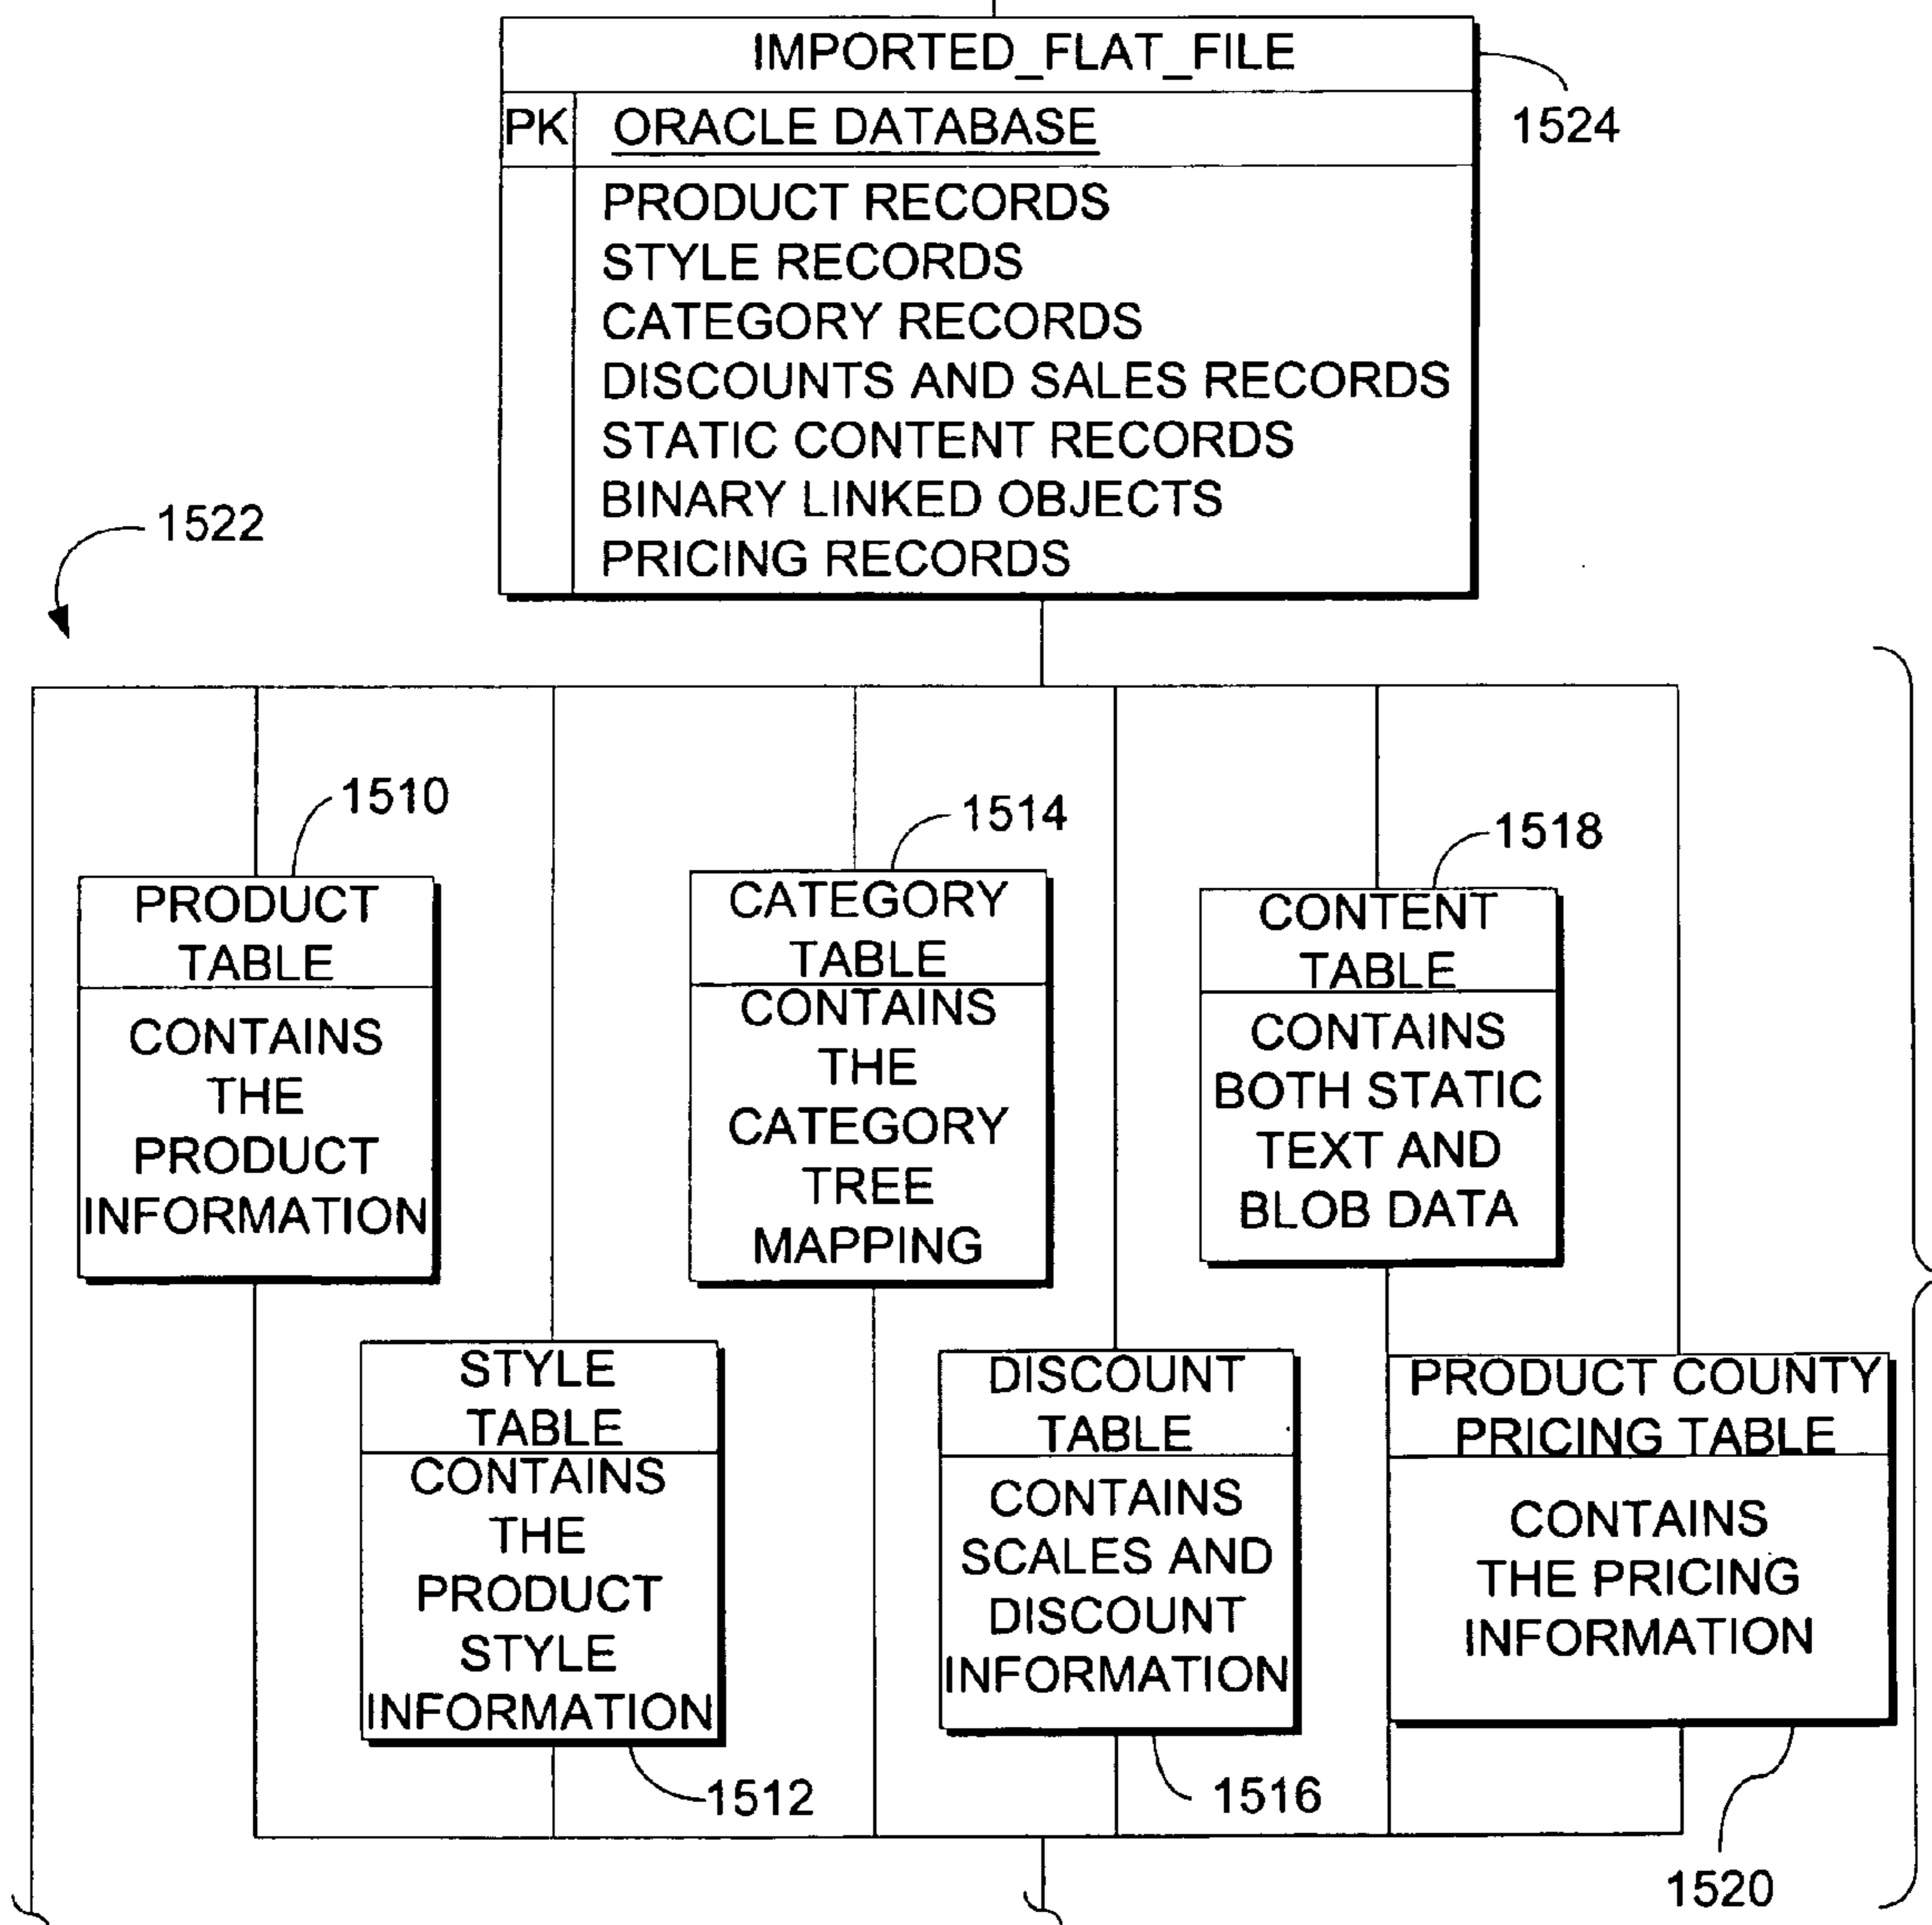 IMPORTED_FLAT_FILE
1524
PK ORACLE DATABASE
PRODUCT RECORDS
STYLE RECORDS
CATEGORY RECORDS
DISCOUNTS AND SALES RECORDS
STATIC CONTENT RECORDS
BINARY LINKED OBJECTS
PRICING RECORDS
1522
1510
PRODUCT
TABLE
CONTAINS
THE
PRODUCT
INFORMATION
1514
CATEGORY
TABLE
CONTAINS
THE
CATEGORY
TREE
MAPPING
1518
CONTENT
TABLE
CONTAINS
BOTH STATIC
TEXT AND
BLOB DATA
STYLE
TABLE
CONTAINS
THE
PRODUCT
STYLE
INFORMATION
1512
DISCOUNT
TABLE
CONTAINS
SCALES AND
DISCOUNT
INFORMATION
1516
PRODUCT COUNTY
PRICING TABLE
CONTAINS
THE PRICING
INFORMATION
1520